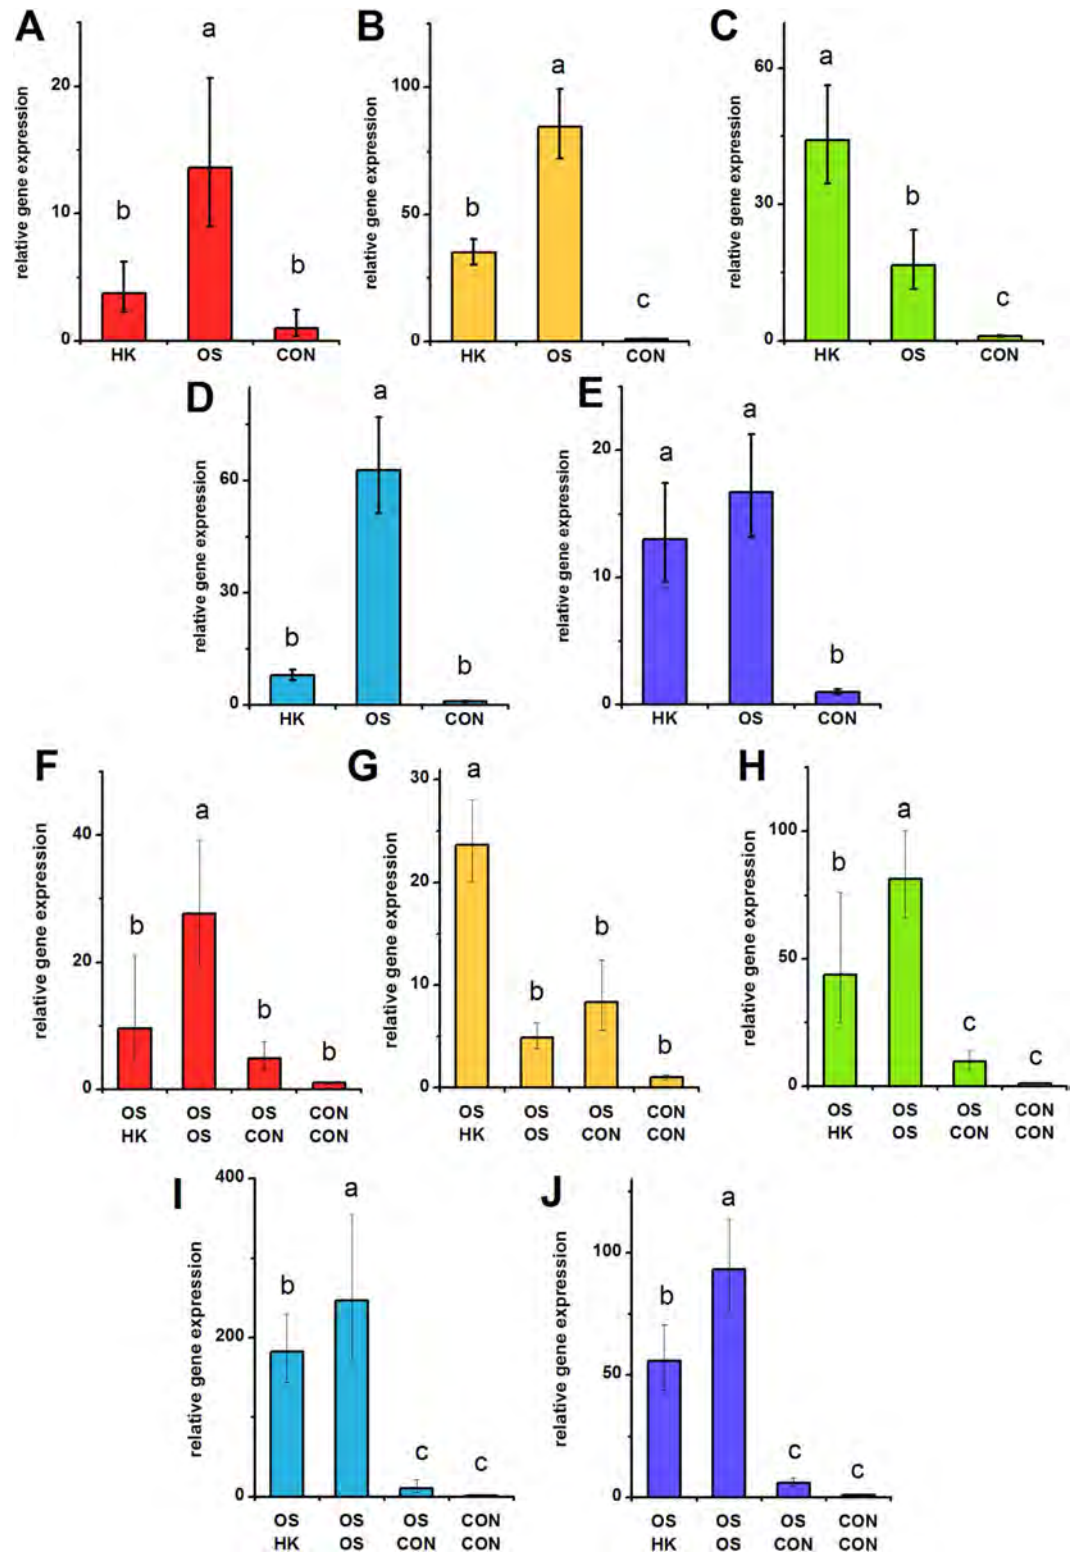 A
relative gene expression
20
10
0
b
a
b
HK OS CON
B
relative gene expression
100
50
0
b
a
c
HK OS CON
C
relative gene expression
60
30
0
a
b
c
HK OS CON
D
relative gene expression
60
30
0
b
a
b
HK OS CON
E
relative gene expression
20
10
0
a
a
b
HK OS CON
F
relative gene expression
40
20
0
b
a
b
b
OS OS OS CON
HK OS CON CON
G
relative gene expression
30
20
10
0
a
b
b
b
OS OS OS CON
HK OS CON CON
H
relative gene expression
100
50
0
b
a
c
c
OS OS OS CON
HK OS CON CON
I
relative gene expression
400
200
0
b
a
c
c
OS OS OS CON
HK OS CON CON
J
relative gene expression
100
50
0
b
a
c
c
OS OS OS CON
HK OS CON CON